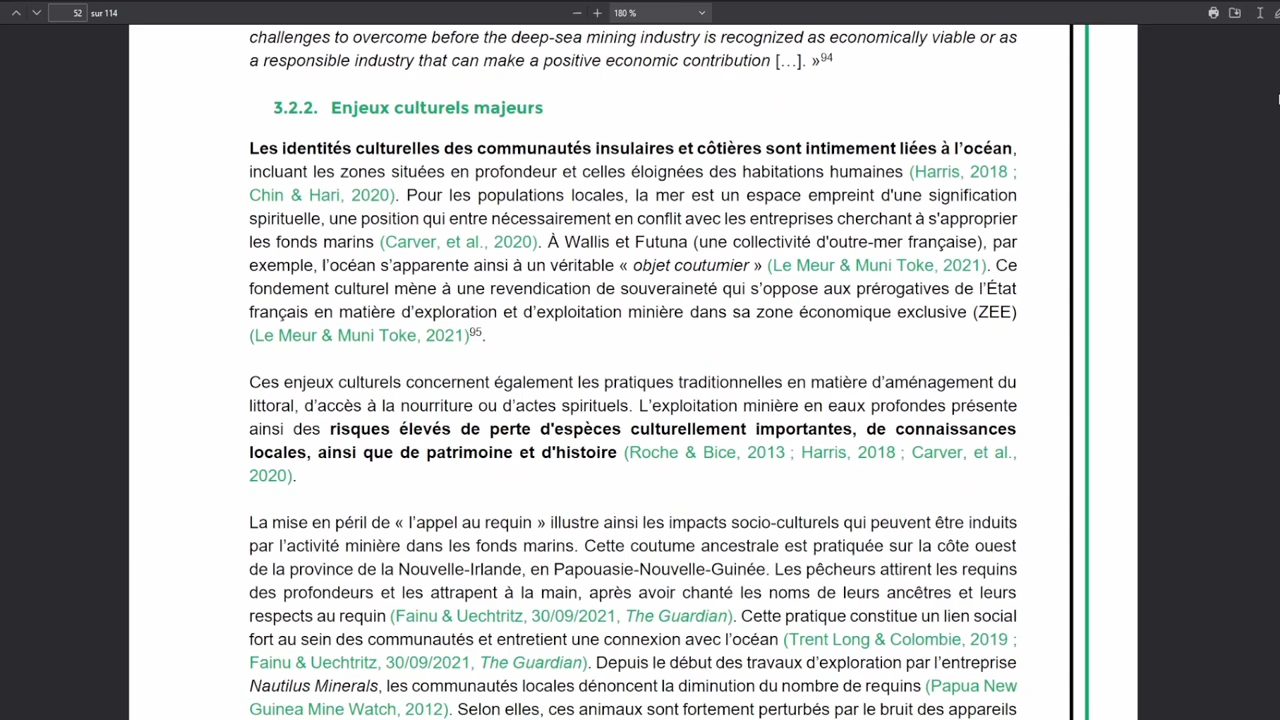 52 sur 114
180 %
challenges to overcome before the deep-sea mining industry is recognized as economically viable or as
a responsible industry that can make a positive economic contribution […]. »94
3.2.2. Enjeux culturels majeurs
Les identités culturelles des communautés insulaires et côtières sont intimement liées à l’océan,
incluant les zones situées en profondeur et celles éloignées des habitations humaines (Harris, 2018 ;
Chin & Hari, 2020). Pour les populations locales, la mer est un espace empreint d'une signification
spirituelle, une position qui entre nécessairement en conflit avec les entreprises cherchant à s'approprier
les fonds marins (Carver, et al., 2020). À Wallis et Futuna (une collectivité d'outre-mer française), par
exemple, l’océan s’apparente ainsi à un véritable « objet coutumier » (Le Meur & Muni Toke, 2021). Ce
fondement culturel mène à une revendication de souveraineté qui s’oppose aux prérogatives de l’État
français en matière d’exploration et d’exploitation minière dans sa zone économique exclusive (ZEE)
(Le Meur & Muni Toke, 2021)95.
Ces enjeux culturels concernent également les pratiques traditionnelles en matière d’aménagement du
littoral, d’accès à la nourriture ou d’actes spirituels. L’exploitation minière en eaux profondes présente
ainsi des risques élevés de perte d'espèces culturellement importantes, de connaissances
locales, ainsi que de patrimoine et d'histoire (Roche & Bice, 2013 ; Harris, 2018 ; Carver, et al.,
2020).
La mise en péril de « l’appel au requin » illustre ainsi les impacts socio-culturels qui peuvent être induits
par l’activité minière dans les fonds marins. Cette coutume ancestrale est pratiquée sur la côte ouest
de la province de la Nouvelle-Irlande, en Papouasie-Nouvelle-Guinée. Les pêcheurs attirent les requins
des profondeurs et les attrapent à la main, après avoir chanté les noms de leurs ancêtres et leurs
respects au requin (Fainu & Uechtritz, 30/09/2021, The Guardian). Cette pratique constitue un lien social
fort au sein des communautés et entretient une connexion avec l’océan (Trent Long & Colombie, 2019 ;
Fainu & Uechtritz, 30/09/2021, The Guardian). Depuis le début des travaux d’exploration par l’entreprise
Nautilus Minerals, les communautés locales dénoncent la diminution du nombre de requins (Papua New
Guinea Mine Watch, 2012). Selon elles, ces animaux sont fortement perturbés par le bruit des appareils